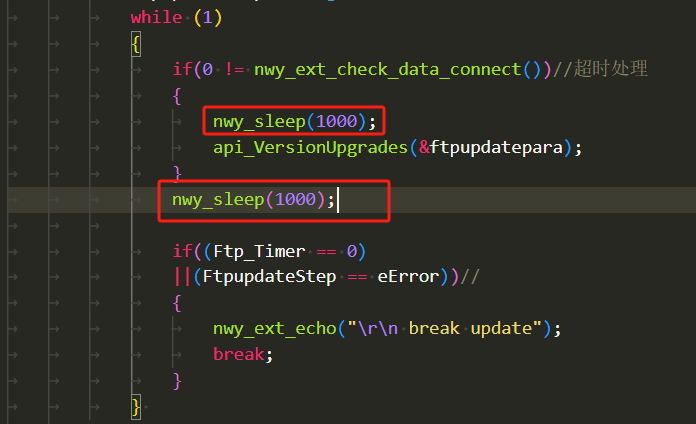 while (1)
{
if(0 != nwy_ext_check_data_connect())//超时处理
{
nwy_sleep(1000);
api_VersionUpgrades(&ftpupdatepara);
}
nwy_sleep(1000);
if((Ftp_Timer == 0)
||(FtpupdateStep == eError))//
{
nwy_ext_echo("\r\n break update");
break;
}
}